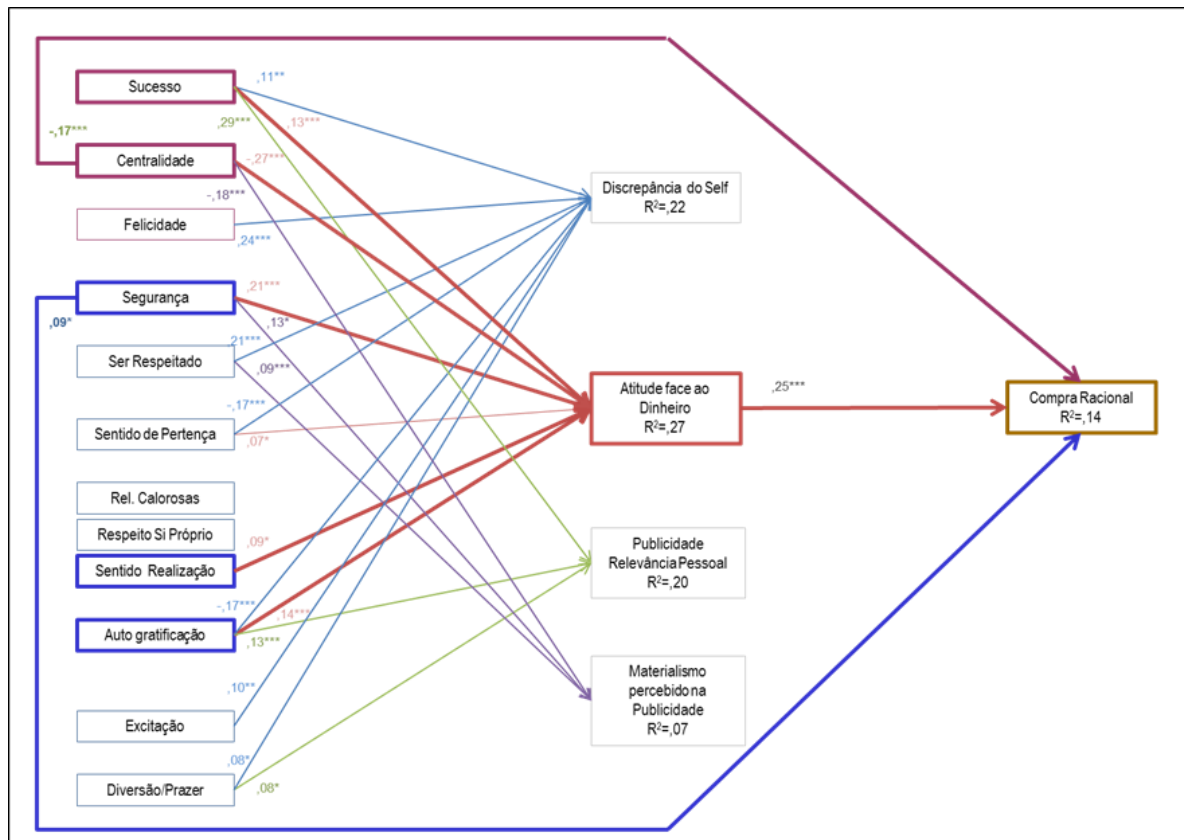 Sucesso
,11**
,29***
,13***
-,17***
Centralidade
-,27***
-,18***
Felicidade
,24***
Discrepância do Self
R²=,22
Segurança
,21***
,09*
,13*
Ser Respeitado
,21***
,09***
Sentido de Pertença
-,17***
,07*
Atitude face ao
Dinheiro
R²=,27
,25***
Compra Racional
R²=,14
Rel. Calorosas
Respeito Si Próprio
Sentido Realização
,09*
Publicidade
Relevância Pessoal
R²=,20
Auto gratificação
-,17***
,14***
,13***
Materialismo
percebido na
Publicidade
R²=,07
Excitação
,10**
Diversão/Prazer
,08*
,08*